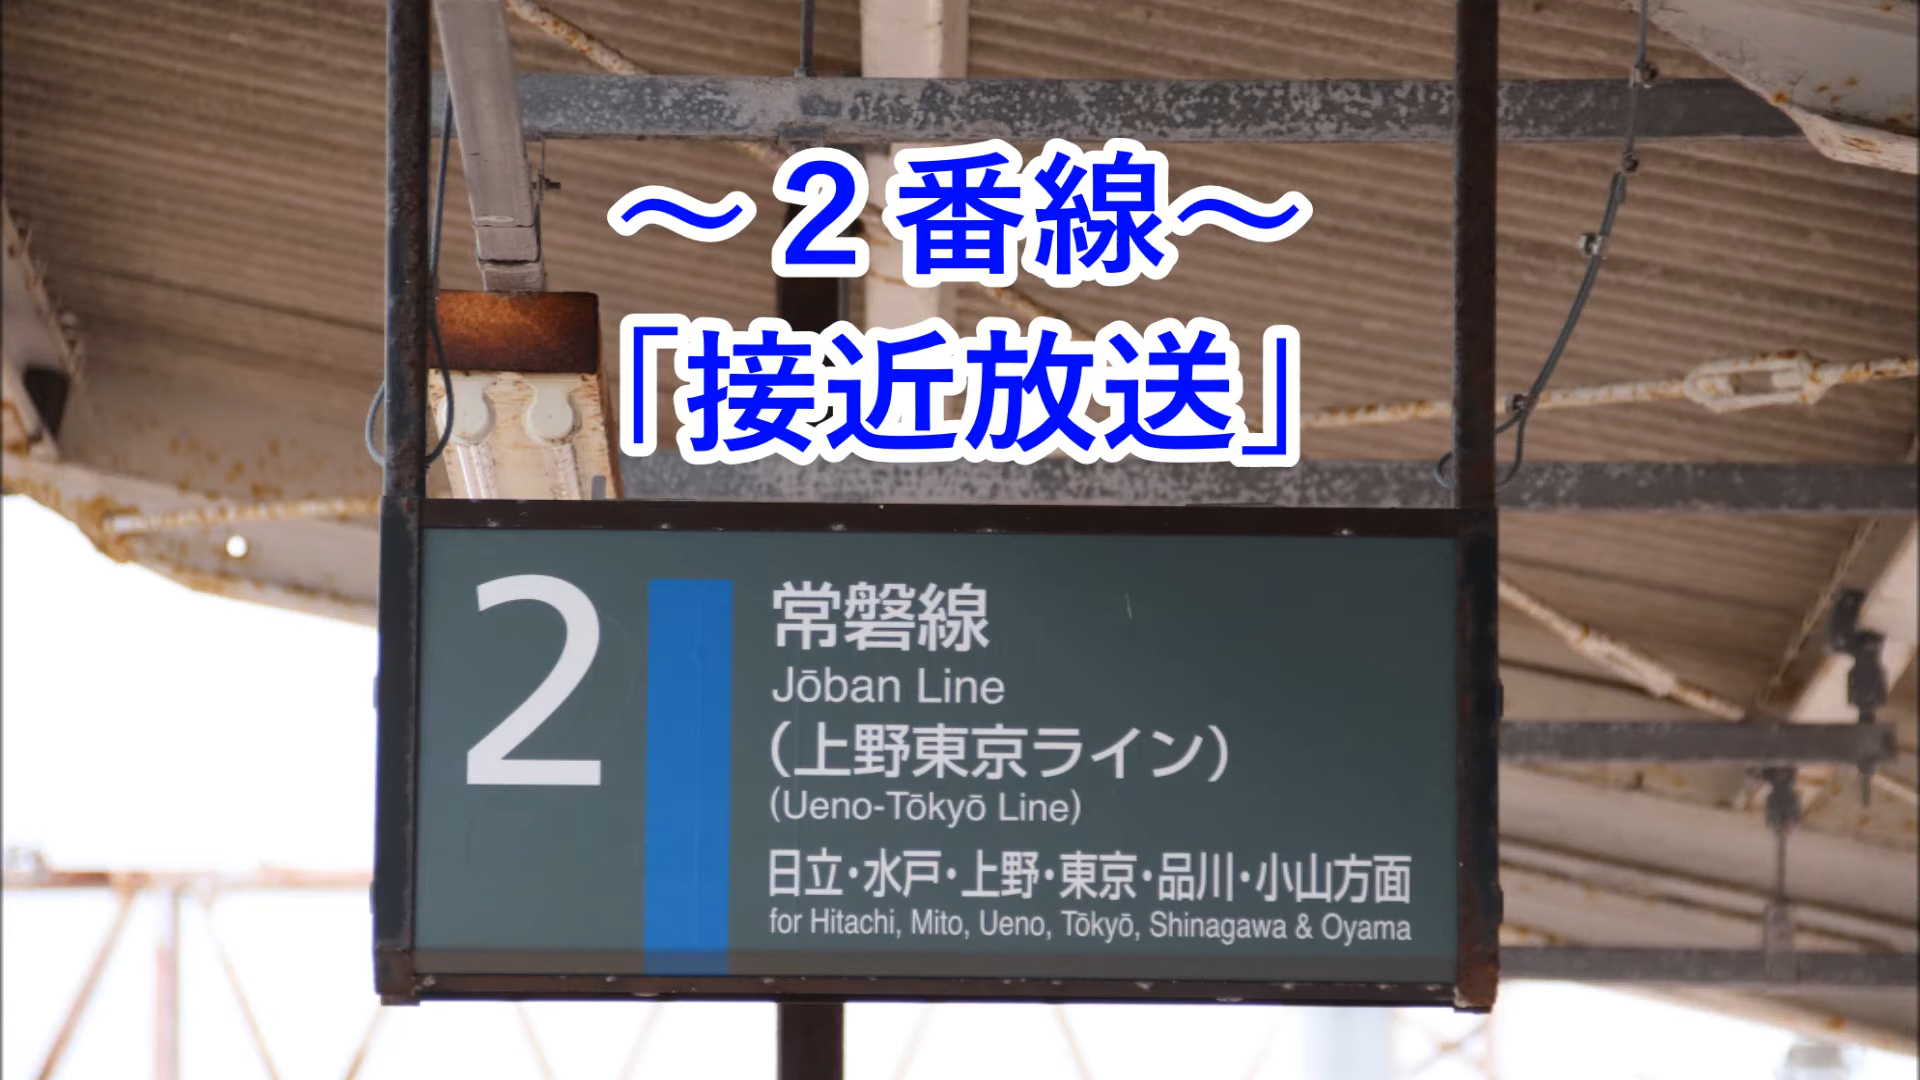 ～２番線～
「接近放送」
2
常磐線
Jōban Line
（上野東京ライン）
(Ueno-Tōkyō Line)
日立・水戸・上野・東京・品川・小山方面
for Hitachi, Mito, Ueno, Tōkyō, Shinagawa & Oyama